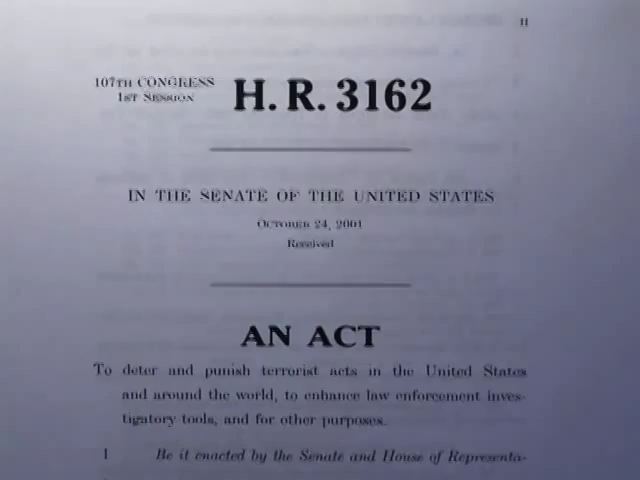 II
107TH CONGRESS
1ST SESSION
H. R. 3162
IN THE SENATE OF THE UNITED STATES
OCTOBER 24, 2001
Received
AN ACT
To deter and punish terrorist acts in the United States
and around the world, to enhance law enforcement inves-
tigatory tools, and for other purposes.
1 Be it enacted by the Senate and House of Representa-